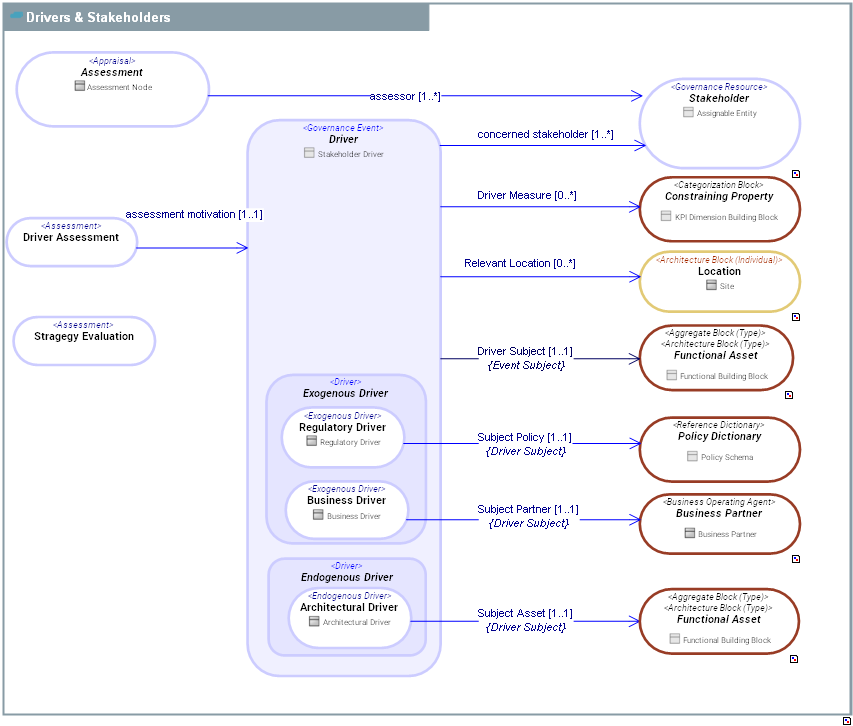 Drivers & Stakeholders
<Appraisal>
Assessment
Assessment Node
assessor [1..*]
<Governance Resource>
Stakeholder
Assignable Entity
<Governance Event>
Driver
Stakeholder Driver
concerned stakeholder [1..*]
<Categorization Block>
Constraining Property
KPI Dimension Building Block
Driver Measure [0..*]
assessment motivation [1..1]
<Assessment>
Driver Assessment
Relevant Location [0..*]
<Architecture Block (Individual)>
Location
Site
<Assessment>
Stragegy Evaluation
Driver Subject [1..1]
{Event Subject}
<Aggregate Block (Type)>
<Architecture Block (Type)>
Functional Asset
Functional Building Block
<Driver>
Exogenous Driver
<Exogenous Driver>
Regulatory Driver
Regulatory Driver
Subject Policy [1..1]
{Driver Subject}
<Reference Dictionary>
Policy Dictionary
Policy Schema
<Exogenous Driver>
Business Driver
Business Driver
Subject Partner [1..1]
{Driver Subject}
<Business Operating Agent>
Business Partner
Business Partner
<Driver>
Endogenous Driver
<Endogenous Driver>
Architectural Driver
Architectural Driver
Subject Asset [1..1]
{Driver Subject}
<Aggregate Block (Type)>
<Architecture Block (Type)>
Functional Asset
Functional Building Block